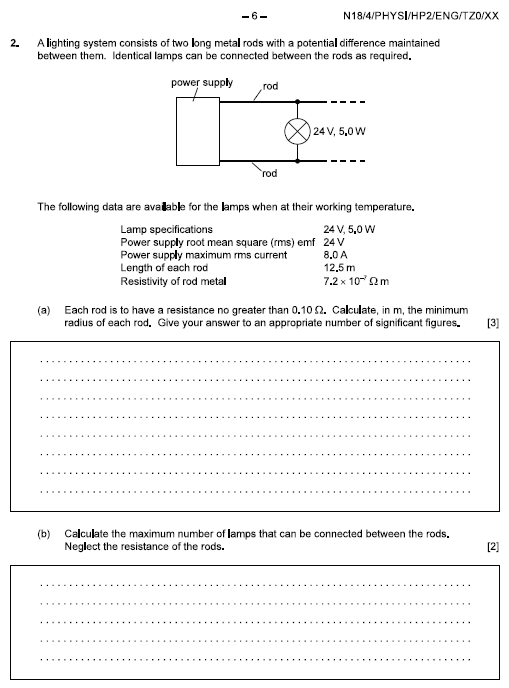 – 6 –
N18/4/PHYSI/HP2/ENG/TZ0/XX
2. A lighting system consists of two long metal rods with a potential difference maintained
between them. Identical lamps can be connected between the rods as required.
power supply
rod
24 V, 5.0 W
rod
The following data are available for the lamps when at their working temperature.
Lamp specifications 24 V, 5.0 W
Power supply root mean square (rms) emf 24 V
Power supply maximum rms current 8.0 A
Length of each rod 12.5 m
Resistivity of rod metal 7.2 × 10⁻⁷ Ω m
(a) Each rod is to have a resistance no greater than 0.10 Ω. Calculate, in m, the minimum
radius of each rod. Give your answer to an appropriate number of significant figures. [3]
(b) Calculate the maximum number of lamps that can be connected between the rods.
Neglect the resistance of the rods. [2]